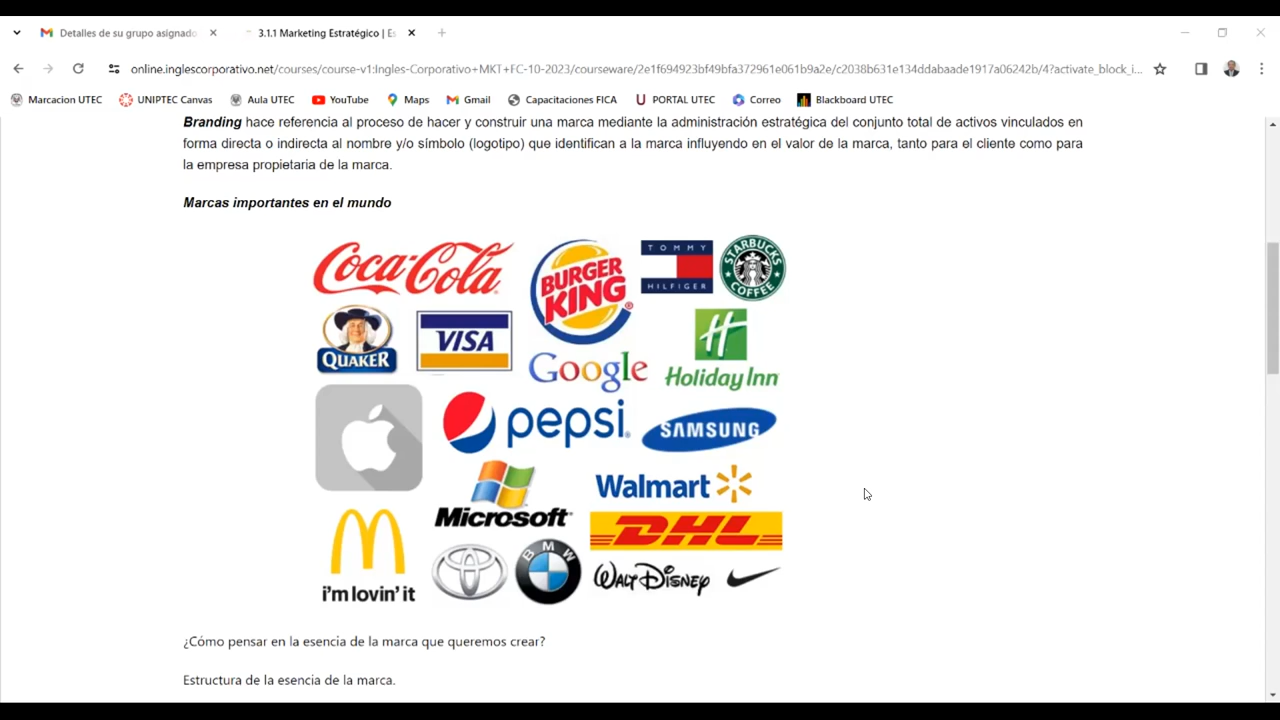 Detalles de su grupo asignado
3.1.1 Marketing Estratégico | Es
online.inglescorporativo.net/courses/course-v1:Ingles-Corporativo+MKT+FC-10-2023/courseware/2e1f694923bf49bfa372961e061b9a2e/c2038b631e134ddabaade1917a06242b/4?activate_block_i...
Marcacion UTEC
UNIPTEC Canvas
Aula UTEC
YouTube
Maps
Gmail
Capacitaciones FICA
PORTAL UTEC
Correo
Blackboard UTEC
Branding hace referencia al proceso de hacer y construir una marca mediante la administración estratégica del conjunto total de activos vinculados en
forma directa o indirecta al nombre y/o símbolo (logotipo) que identifican a la marca influyendo en el valor de la marca, tanto para el cliente como para
la empresa propietaria de la marca.
Marcas importantes en el mundo
Coca-Cola
BURGER
KING
TOMMY
HILFIGER
STARBUCKS
COFFEE
QUAKER
VISA
Google
H
Holiday Inn
pepsi
SAMSUNG
Microsoft
Walmart
DHL
M
i'm lovin' it
BMW
WALT DISNEY
¿Cómo pensar en la esencia de la marca que queremos crear?
Estructura de la esencia de la marca.